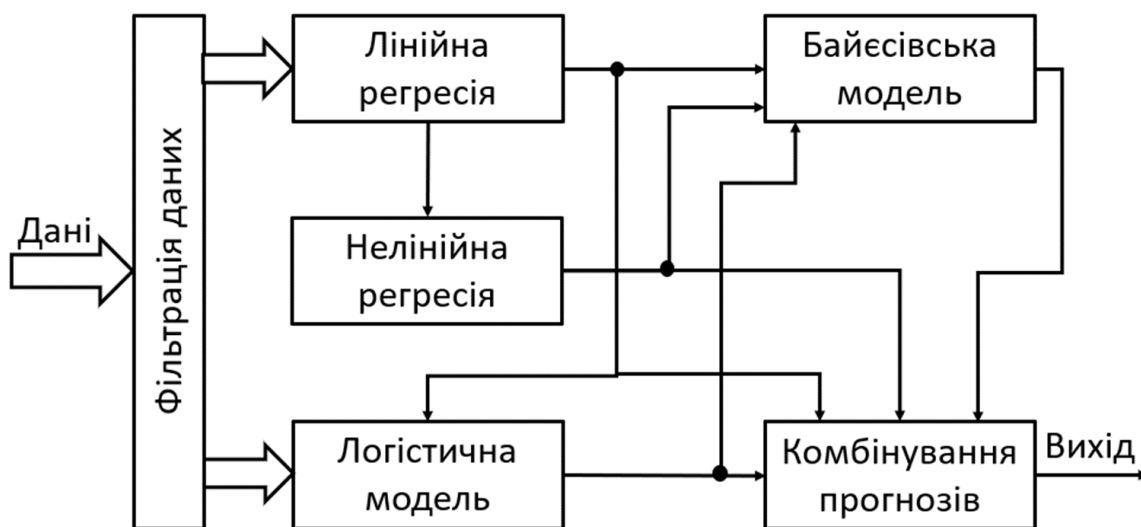 Дані
Фільтрація даних
Лінійна
регресія
Байєсівська
модель
Нелінійна
регресія
Логістична
модель
Комбінування
прогнозів
Вихід